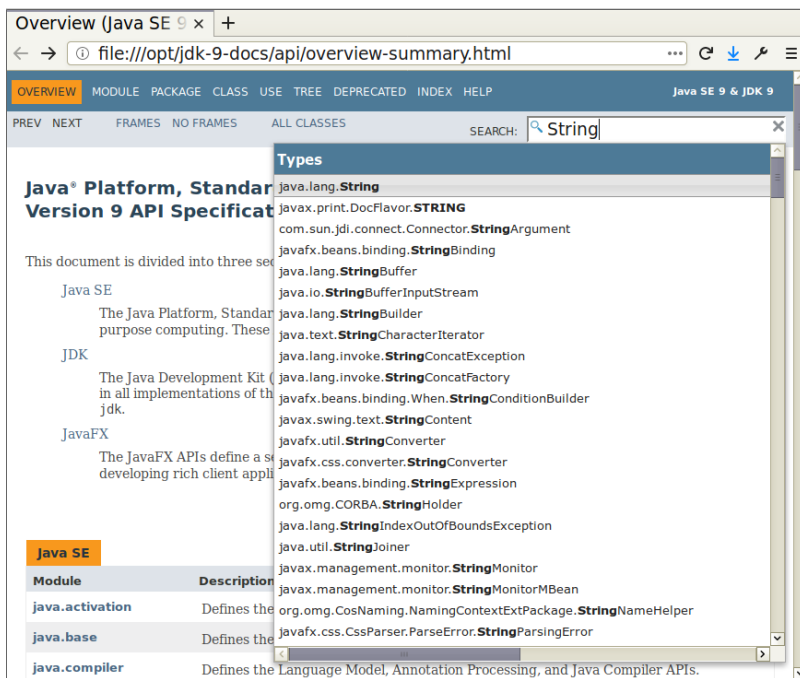 Overview (Java SE 9 × +
file:///opt/jdk-9-docs/api/overview-summary.html
OVERVIEW MODULE PACKAGE CLASS USE TREE DEPRECATED INDEX HELP Java SE 9 & JDK 9
PREV NEXT FRAMES NO FRAMES ALL CLASSES SEARCH: String
Types
java.lang.String
javax.print.DocFlavor.STRING
com.sun.jdi.connect.Connector.StringArgument
javafx.beans.binding.StringBinding
java.lang.StringBuffer
java.io.StringBufferInputStream
java.lang.StringBuilder
java.text.StringCharacterIterator
java.lang.invoke.StringConcatException
java.lang.invoke.StringConcatFactory
javafx.beans.binding.When.StringConditionBuilder
javax.swing.text.StringContent
javafx.util.StringConverter
javafx.css.converter.StringConverter
javafx.beans.binding.StringExpression
org.omg.CORBA.StringHolder
java.lang.StringIndexOutOfBoundsException
java.util.StringJoiner
javax.management.monitor.StringMonitor
javax.management.monitor.StringMonitorMBean
org.omg.CosNaming.NamingContextExtPackage.StringNameHelper
javafx.css.CssParser.ParseError.StringParsingError
Java® Platform, Standar
Version 9 API Specificat
This document is divided into three sec
Java SE
The Java Platform, Standar
purpose computing. These
JDK
The Java Development Kit (
in all implementations of th
jdk.
JavaFX
The JavaFX APIs define a se
developing rich client appli
Java SE
Module Description
java.activation Defines the
java.base Defines the
java.compiler Defines the Language Model, Annotation Processing, and Java Compiler APIs.